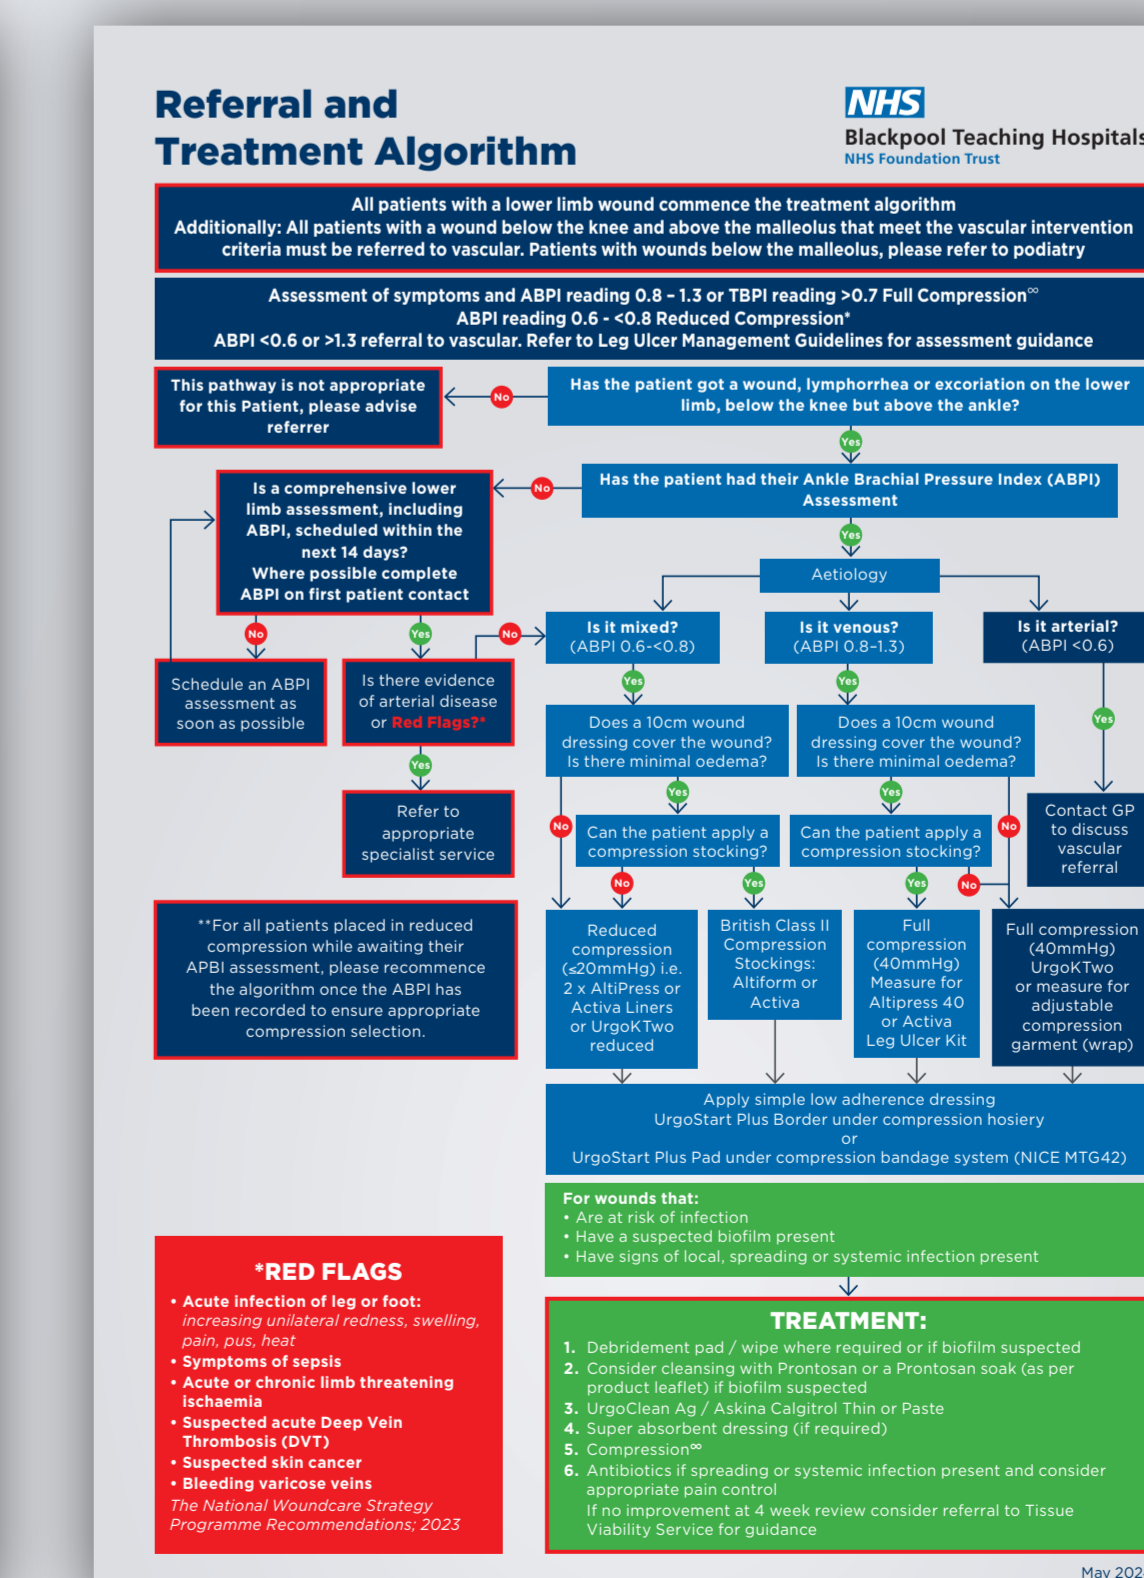 Referral and
Treatment Algorithm
NHS
Blackpool Teaching Hospitals
NHS Foundation Trust
All patients with a lower limb wound commence the treatment algorithm
Additionally: All patients with a wound below the knee and above the malleolus that meet the vascular intervention
criteria must be referred to vascular. Patients with wounds below the malleolus, please refer to podiatry
Assessment of symptoms and ABPI reading 0.8 – 1.3 or TBPI reading >0.7 Full Compression∞
ABPI reading 0.6 - <0.8 Reduced Compression*
ABPI <0.6 or >1.3 referral to vascular. Refer to Leg Ulcer Management Guidelines for assessment guidance
This pathway is not appropriate
for this Patient, please advise
referrer
No
Has the patient got a wound, lymphorrhea or excoriation on the lower
limb, below the knee but above the ankle?
Yes
Is a comprehensive lower
limb assessment, including
ABPI, scheduled within the
next 14 days?
Where possible complete
ABPI on first patient contact
No
Has the patient had their Ankle Brachial Pressure Index (ABPI)
Assessment
Yes
Aetiology
No
Yes
No
Is it mixed?
(ABPI 0.6-<0.8)
Is it venous?
(ABPI 0.8–1.3)
Is it arterial?
(ABPI <0.6)
Schedule an ABPI
assessment as
soon as possible
Is there evidence
of arterial disease
or Red Flags?*
Yes
Yes
Yes
Does a 10cm wound
dressing cover the wound?
Is there minimal oedema?
Does a 10cm wound
dressing cover the wound?
Is there minimal oedema?
Yes
Refer to
appropriate
specialist service
Yes
Yes
No
Can the patient apply a
compression stocking?
Can the patient apply a
compression stocking?
No
Contact GP
to discuss
vascular
referral
No
Yes
Yes
No
**For all patients placed in reduced
compression while awaiting their
APBI assessment, please recommence
the algorithm once the ABPI has
been recorded to ensure appropriate
compression selection.
Reduced
compression
(≤20mmHg) i.e.
2 x AltiPress or
Activa Liners
or UrgoKTwo
reduced
British Class II
Compression
Stockings:
Altiform or
Activa
Full
compression
(40mmHg)
Measure for
Altipress 40
or Activa
Leg Ulcer Kit
Full compression
(40mmHg)
UrgoKTwo
or measure for
adjustable
compression
garment (wrap)
Apply simple low adherence dressing
UrgoStart Plus Border under compression hosiery
or
UrgoStart Plus Pad under compression bandage system (NICE MTG42)
For wounds that:
• Are at risk of infection
• Have a suspected biofilm present
• Have signs of local, spreading or systemic infection present
*RED FLAGS
• Acute infection of leg or foot:
increasing unilateral redness, swelling,
pain, pus, heat
• Symptoms of sepsis
• Acute or chronic limb threatening
ischaemia
• Suspected acute Deep Vein
Thrombosis (DVT)
• Suspected skin cancer
• Bleeding varicose veins
The National Woundcare Strategy
Programme Recommendations; 2023
TREATMENT:
1. Debridement pad / wipe where required or if biofilm suspected
2. Consider cleansing with Prontosan or a Prontosan soak (as per
product leaflet) if biofilm suspected
3. UrgoClean Ag / Askina Calgitrol Thin or Paste
4. Super absorbent dressing (if required)
5. Compression∞
6. Antibiotics if spreading or systemic infection present and consider
appropriate pain control
If no improvement at 4 week review consider referral to Tissue
Viability Service for guidance
May